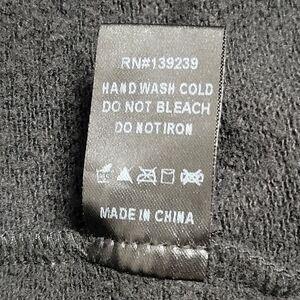 RN#139239
HAND WASH COLD
DO NOT BLEACH
DO NOT IRON
MADE IN CHINA